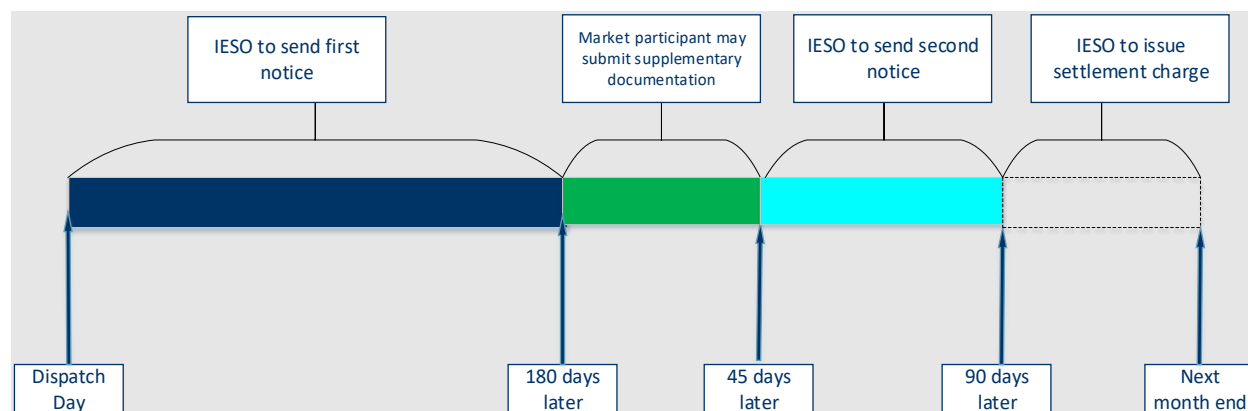 IESO to send first
notice
Market participant may
submit supplementary
documentation
IESO to send second
notice
IESO to issue
settlement charge
Dispatch
Day
180 days
later
45 days
later
90 days
later
Next
month end